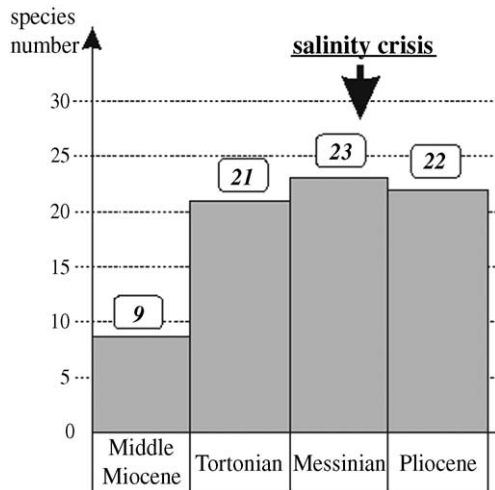 species
number
salinity crisis
30
25
20
15
10
5
0
9
21
23
22
Middle
Miocene
Tortonian
Messinian
Pliocene